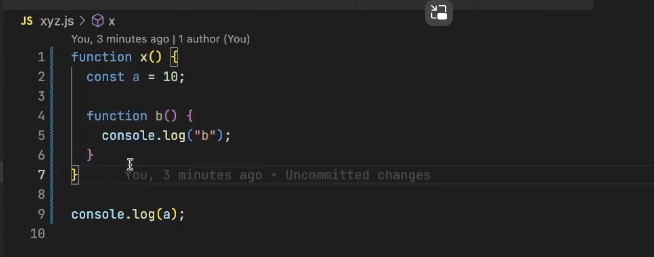 JS xyz.js > x
You, 3 minutes ago | 1 author (You)
1 function x() {
2   const a = 10;
3
4   function b() {
5     console.log("b");
6   }
7 } You, 3 minutes ago • Uncommitted changes
8
9 console.log(a);
10